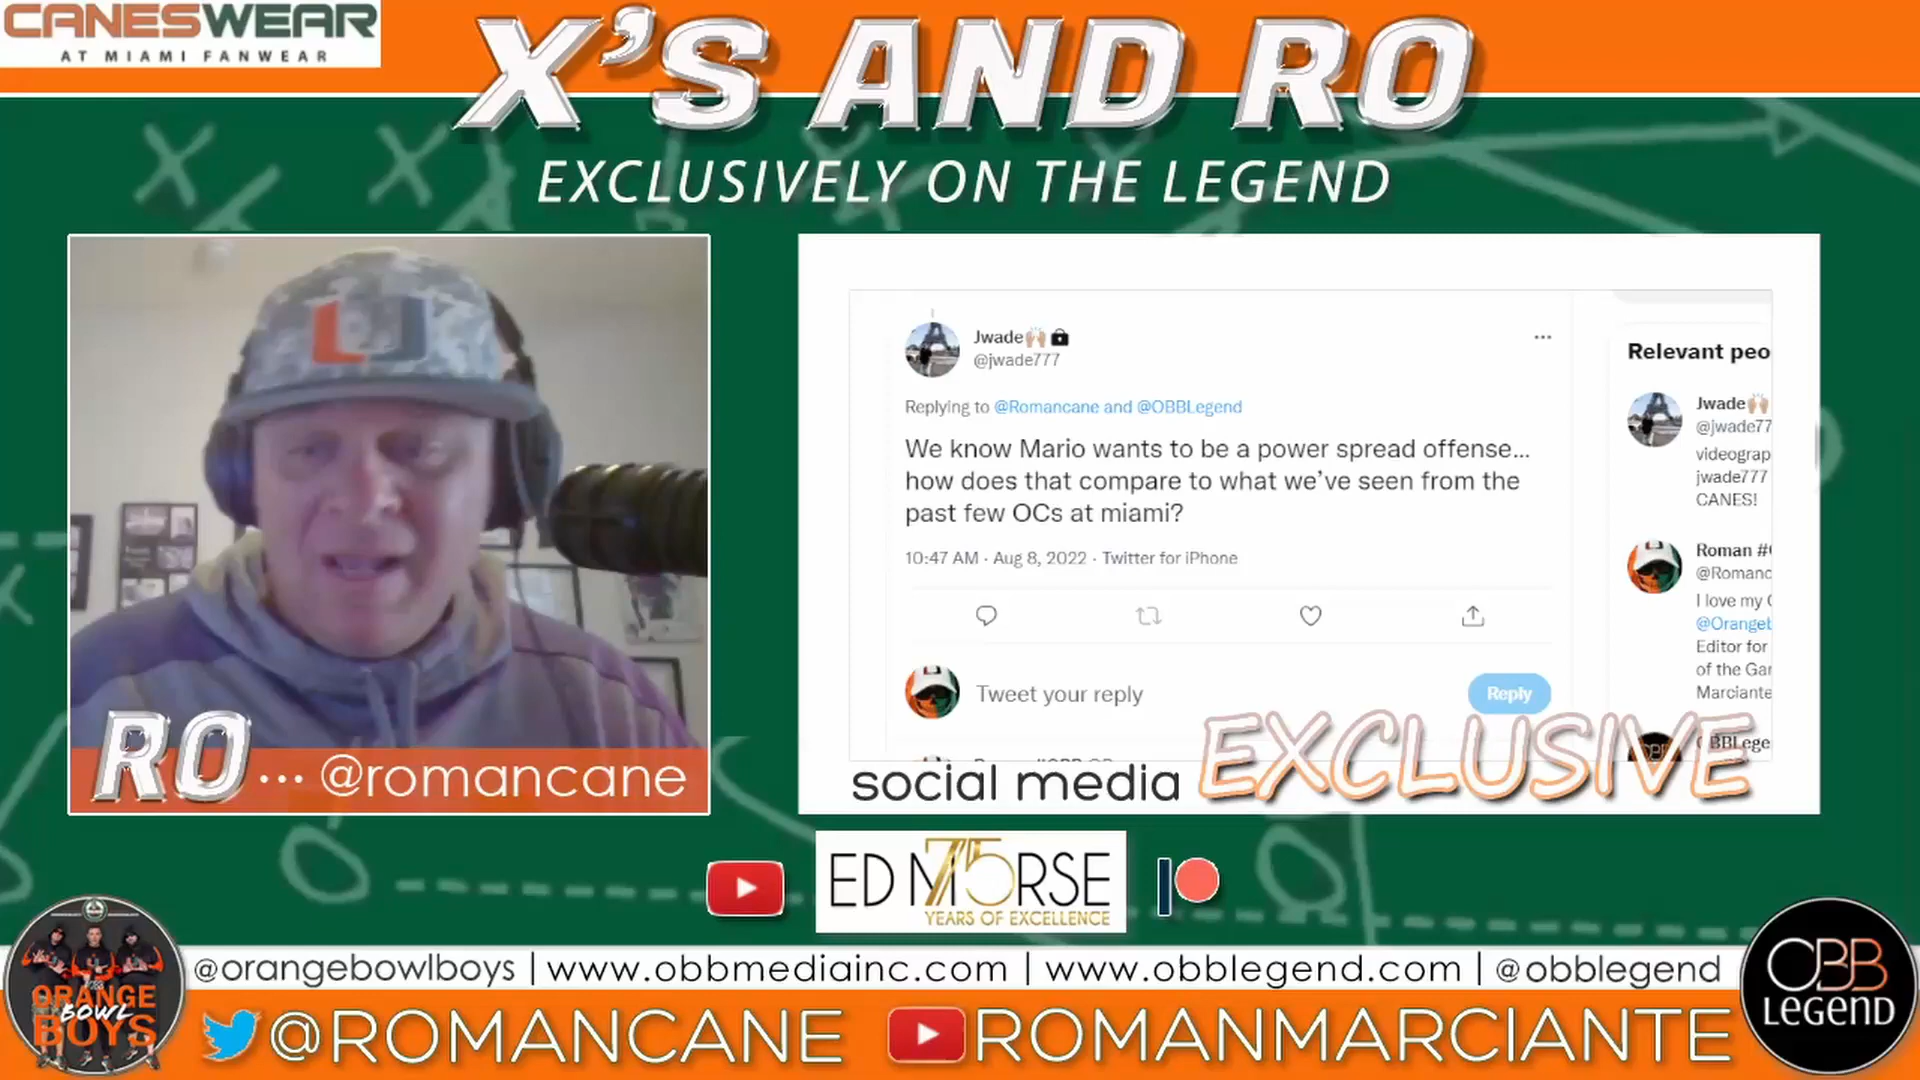 CANESWEAR
AT MIAMI FANWEAR
X'S AND RO
EXCLUSIVELY ON THE LEGEND
Jwade
@jwade777
Replying to @Romancane and @OBBLegend
We know Mario wants to be a power spread offense...
how does that compare to what we've seen from the
past few OCs at miami?
10:47 AM · Aug 8, 2022 · Twitter for iPhone
Tweet your reply
Reply
Relevant peo
Jwade
@jwade77
videograp
jwade777
CANES!
Roman #
@Romanc
I love my
@Orangeb
Editor for
of the Gar
Marciante
OBBLege
social media EXCLUSIVE
RO ... @romancane
ED MORSE
75
YEARS OF EXCELLENCE
@orangebowlboys | www.obbmediainc.com | www.obblegend.com | @obblegend
ORANGE
BOWL
BOYS
@ROMANCANE
ROMANMARCIANTE
OBB
LEGEND